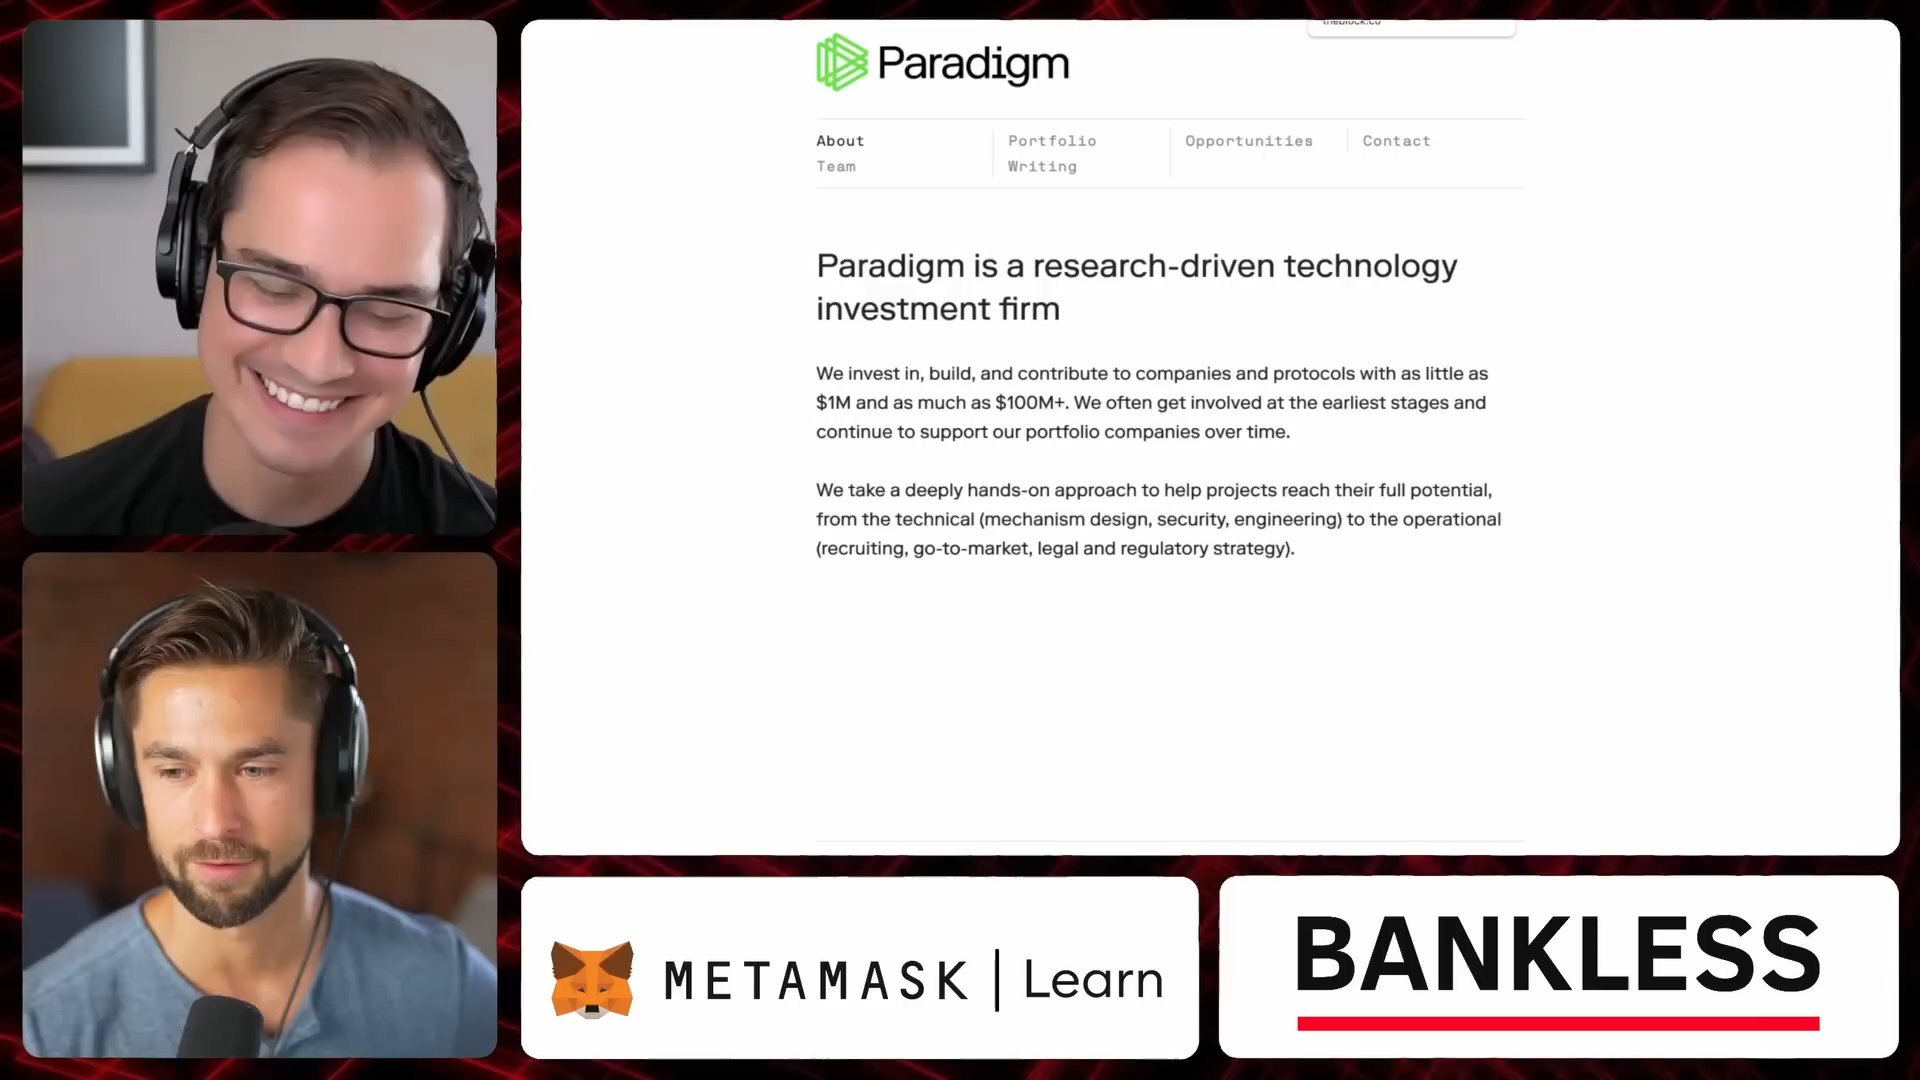 theblock.co
Paradigm
About
Portfolio
Opportunities
Contact
Team
Writing
Paradigm is a research-driven technology
investment firm
We invest in, build, and contribute to companies and protocols with as little as
$1M and as much as $100M+. We often get involved at the earliest stages and
continue to support our portfolio companies over time.
We take a deeply hands-on approach to help projects reach their full potential,
from the technical (mechanism design, security, engineering) to the operational
(recruiting, go-to-market, legal and regulatory strategy).
METAMASK | Learn
BANKLESS